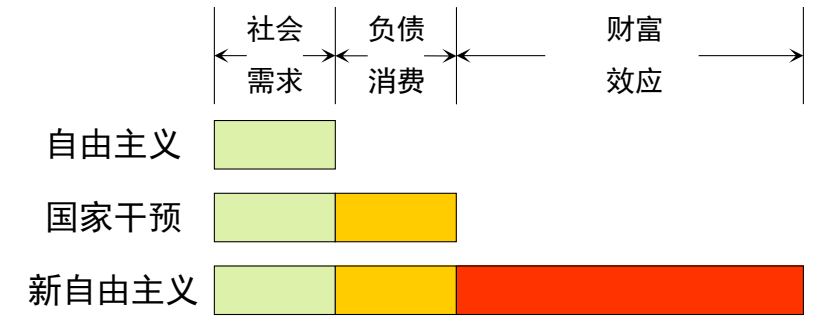 社会 负债 财富
需求 消费 效应
自由主义
国家干预
新自由主义